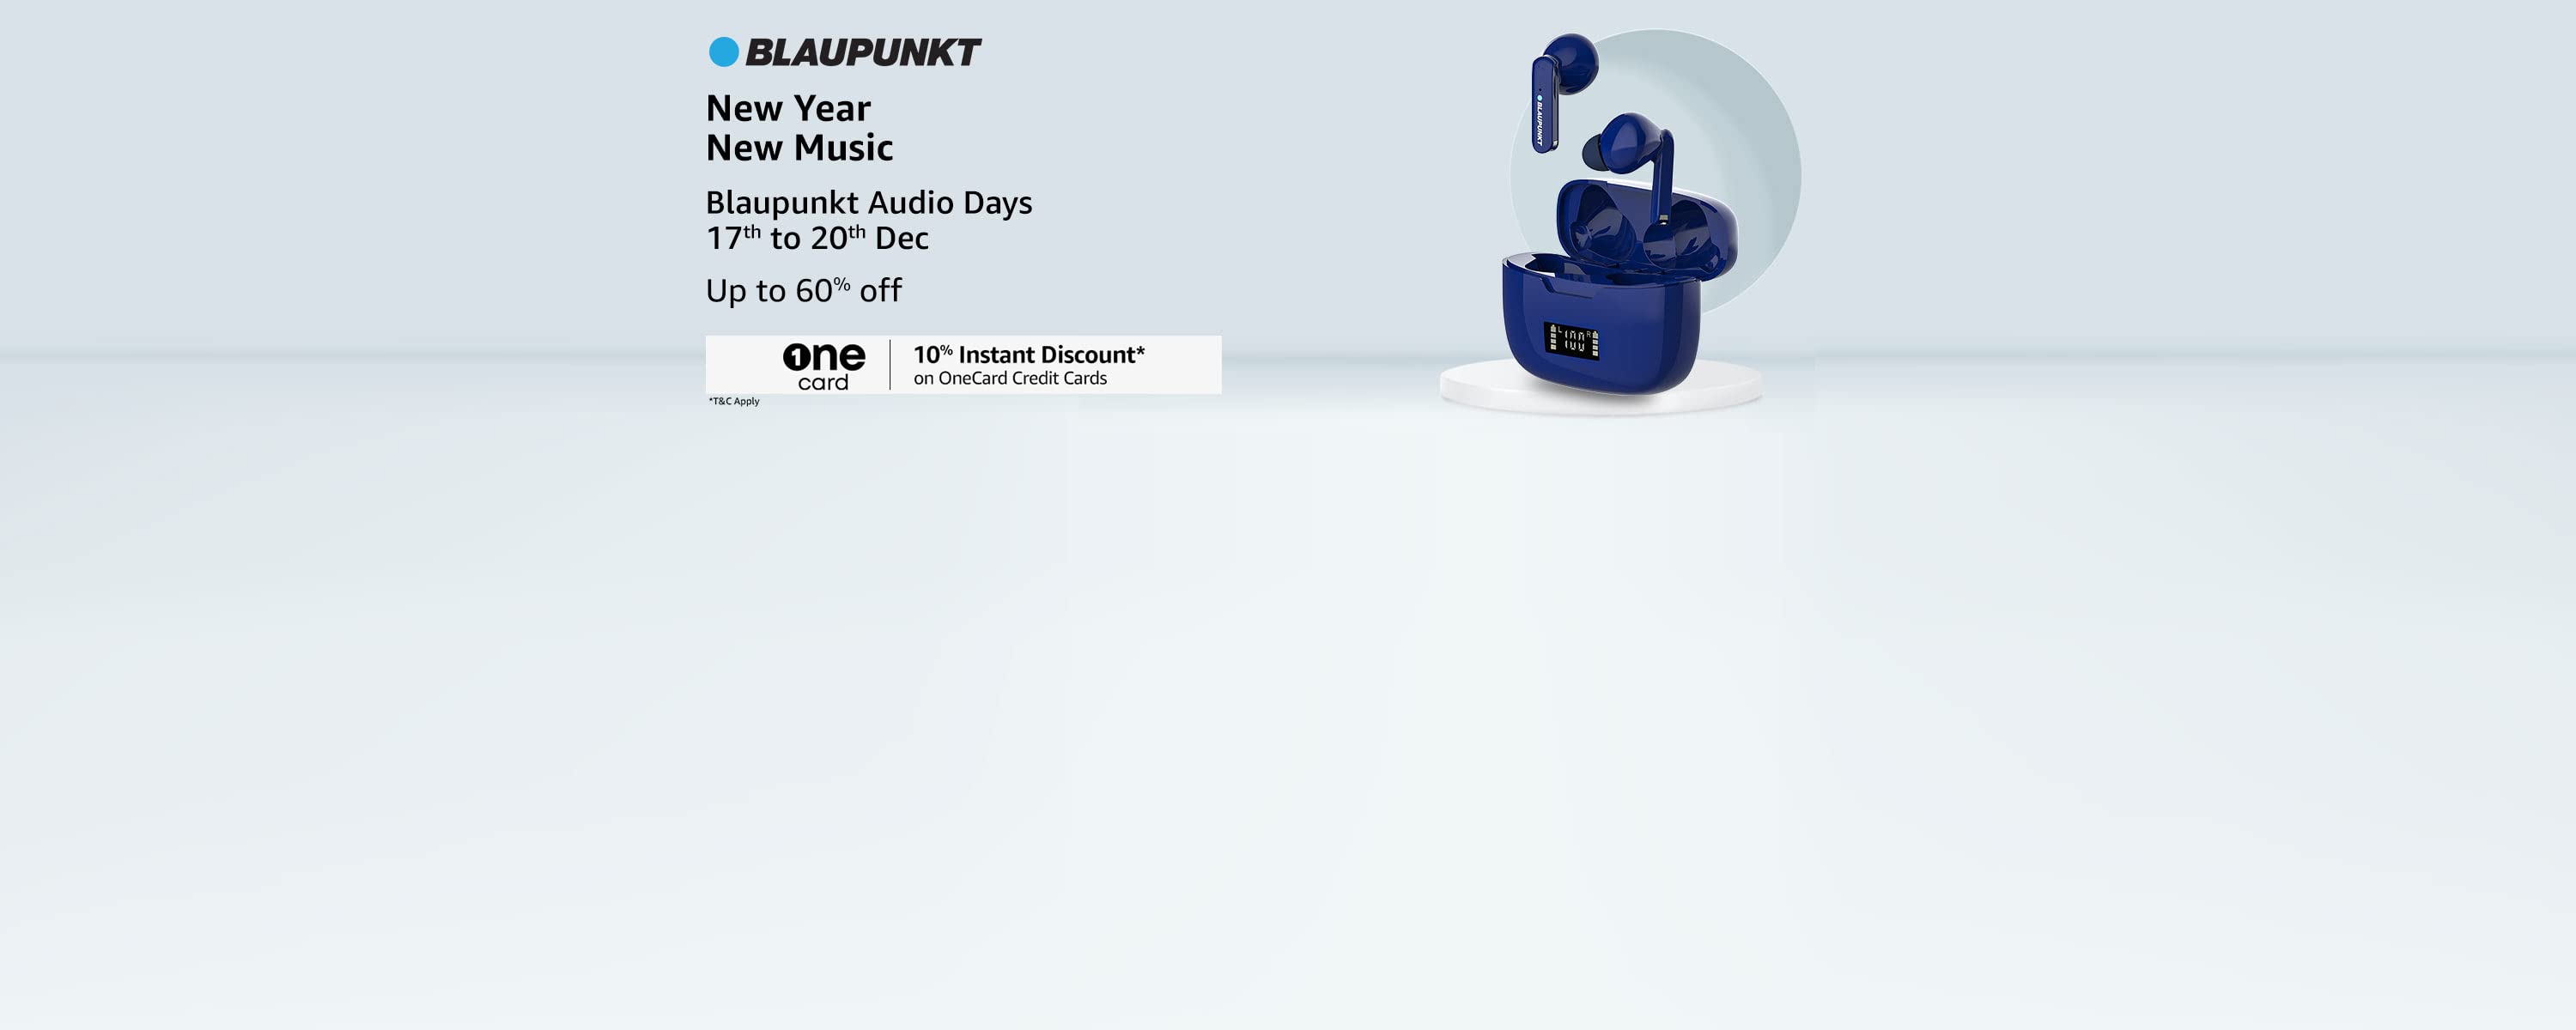 BLAUPUNKT
New Year
New Music
Blaupunkt Audio Days
17th to 20th Dec
Up to 60% off
one
card
10% Instant Discount*
on OneCard Credit Cards
*T&C Apply
BLAUPUNKT
L 100 R